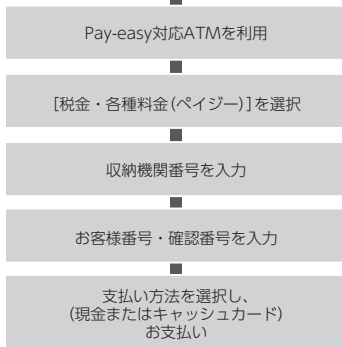 Pay-easy対応ATMを利用
[税金・各種料金(ペイジー)]を選択
収納機関番号を入力
お客様番号・確認番号を入力
支払い方法を選択し、
(現金またはキャッシュカード)
お支払い